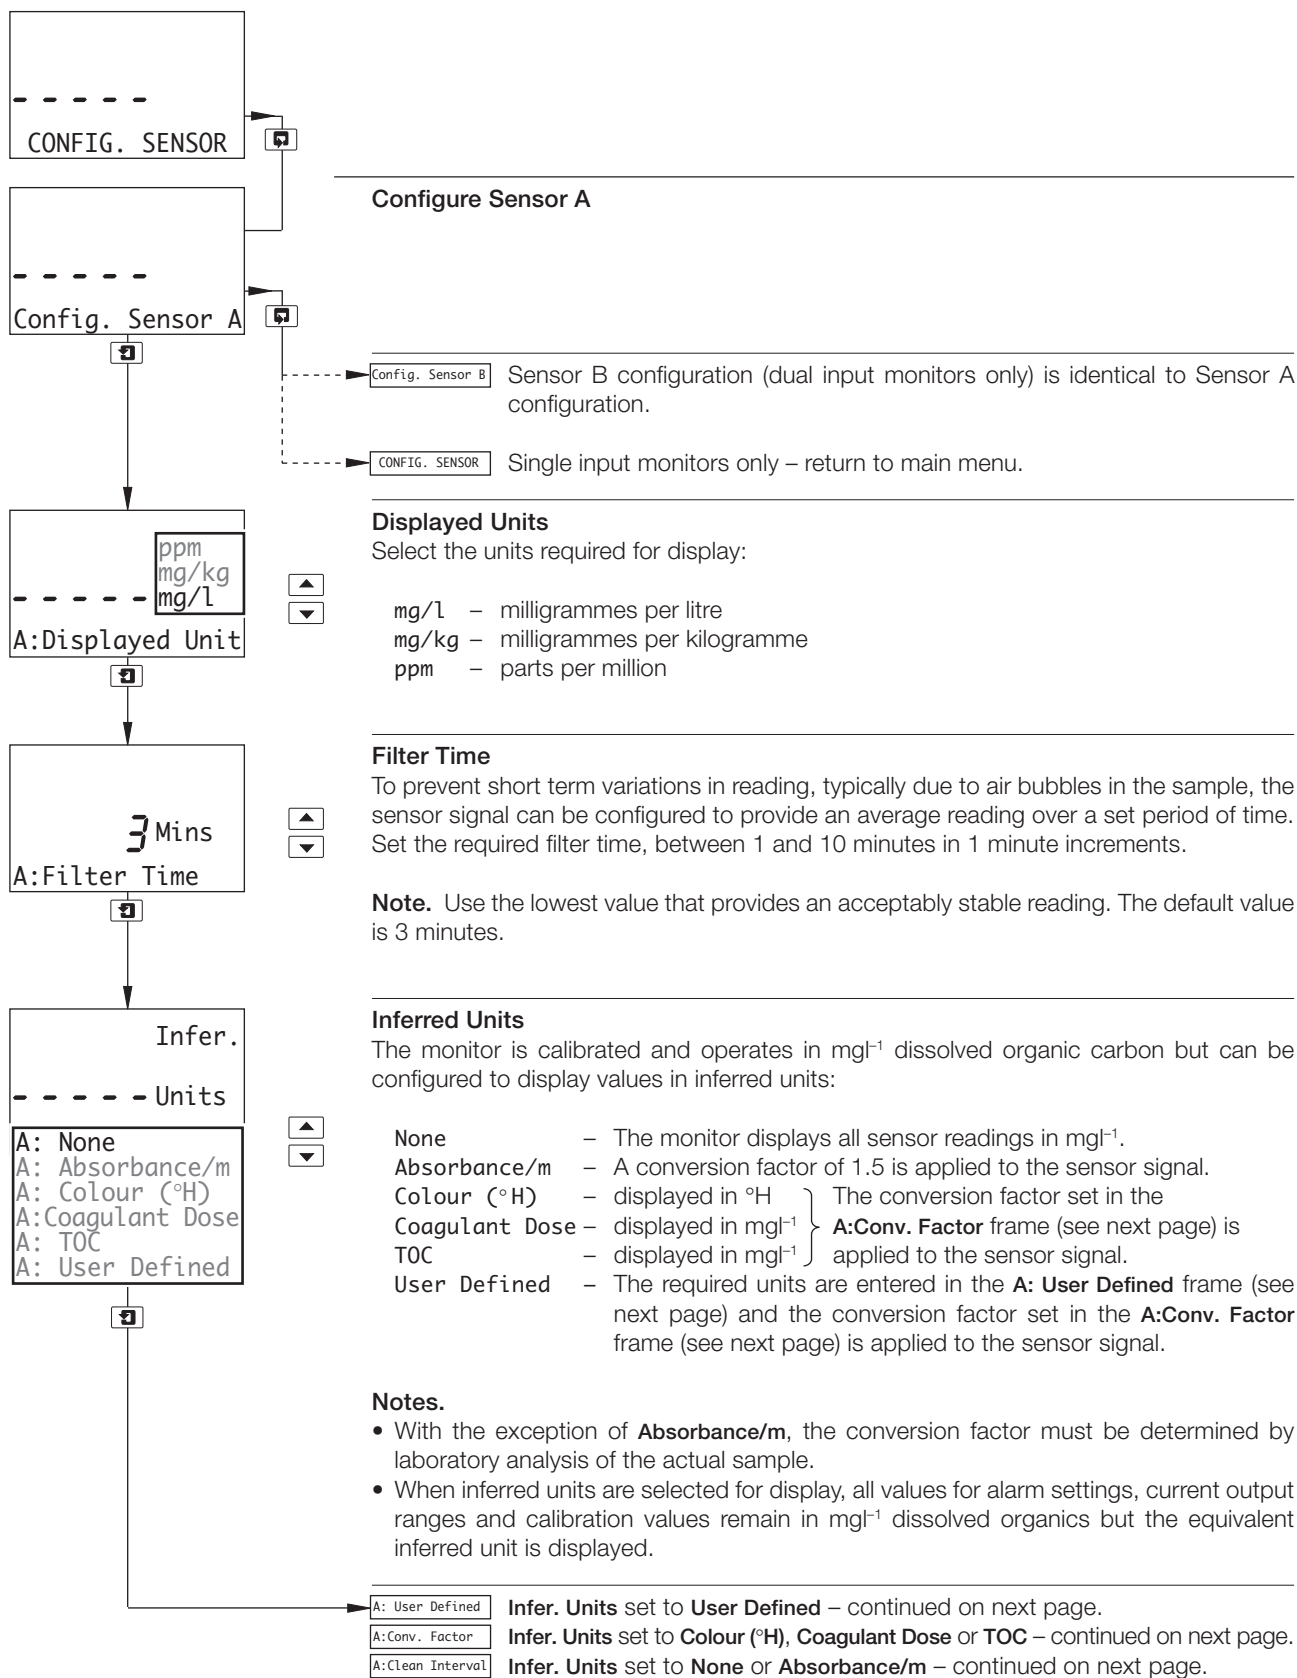 - - - - -
CONFIG. SENSOR
Configure Sensor A
- - - - -
Config. Sensor A
Config. Sensor B
Sensor B configuration (dual input monitors only) is identical to Sensor A
configuration.
CONFIG. SENSOR
Single input monitors only – return to main menu.
ppm
mg/kg
- - - - - mg/l
A:Displayed Unit
Displayed Units
Select the units required for display:
mg/l – milligrammes per litre
mg/kg – milligrammes per kilogramme
ppm – parts per million
3 Mins
A:Filter Time
Filter Time
To prevent short term variations in reading, typically due to air bubbles in the sample, the
sensor signal can be configured to provide an average reading over a set period of time.
Set the required filter time, between 1 and 10 minutes in 1 minute increments.
Note. Use the lowest value that provides an acceptably stable reading. The default value
is 3 minutes.
Infer.
- - - - - Units
A: None
A: Absorbance/m
A: Colour (°H)
A:Coagulant Dose
A: TOC
A: User Defined
Inferred Units
The monitor is calibrated and operates in mgl⁻¹ dissolved organic carbon but can be
configured to display values in inferred units:
None – The monitor displays all sensor readings in mgl⁻¹.
Absorbance/m – A conversion factor of 1.5 is applied to the sensor signal.
Colour (°H) – displayed in °H The conversion factor set in the
Coagulant Dose – displayed in mgl⁻¹ A:Conv. Factor frame (see next page) is
TOC – displayed in mgl⁻¹ applied to the sensor signal.
User Defined – The required units are entered in the A: User Defined frame (see
next page) and the conversion factor set in the A:Conv. Factor
frame (see next page) is applied to the sensor signal.
Notes.
• With the exception of Absorbance/m, the conversion factor must be determined by
laboratory analysis of the actual sample.
• When inferred units are selected for display, all values for alarm settings, current output
ranges and calibration values remain in mgl⁻¹ dissolved organics but the equivalent
inferred unit is displayed.
A: User Defined Infer. Units set to User Defined – continued on next page.
A:Conv. Factor Infer. Units set to Colour (°H), Coagulant Dose or TOC – continued on next page.
A:Clean Interval Infer. Units set to None or Absorbance/m – continued on next page.